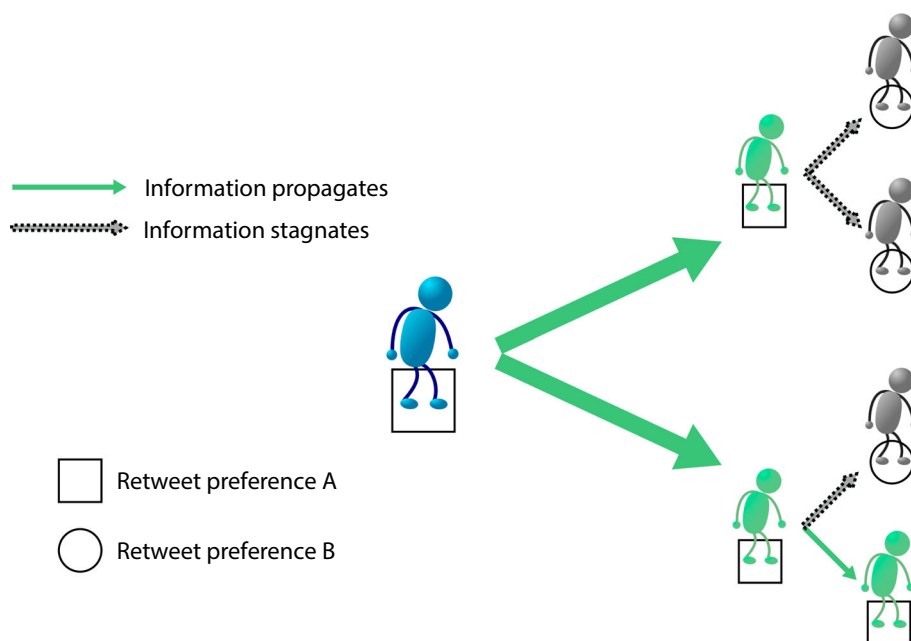 Information propagates
Information stagnates
Retweet preference A
Retweet preference B